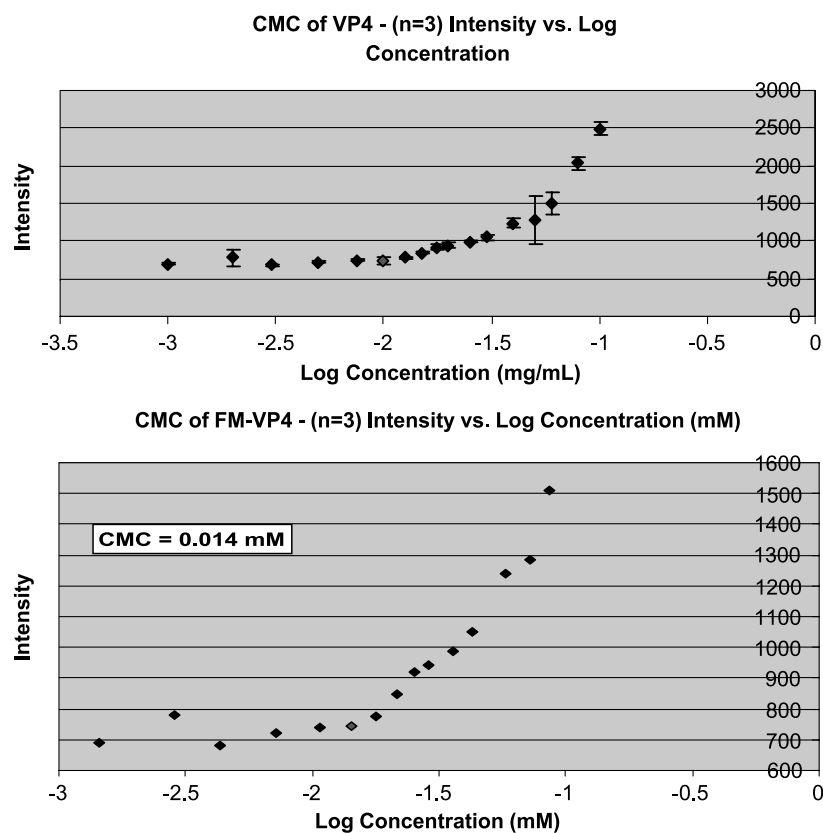 CMC of VP4 - (n=3) Intensity vs. Log
Concentration
3000
2500
2000
1500
1000
500
0
Intensity
-3.5 -3 -2.5 -2 -1.5 -1 -0.5 0
Log Concentration (mg/mL)
CMC of FM-VP4 - (n=3) Intensity vs. Log Concentration (mM)
1600
1500
1400
CMC = 0.014 mM
1300
1200
1100
1000
900
800
700
600
Intensity
-3 -2.5 -2 -1.5 -1 -0.5 0
Log Concentration (mM)